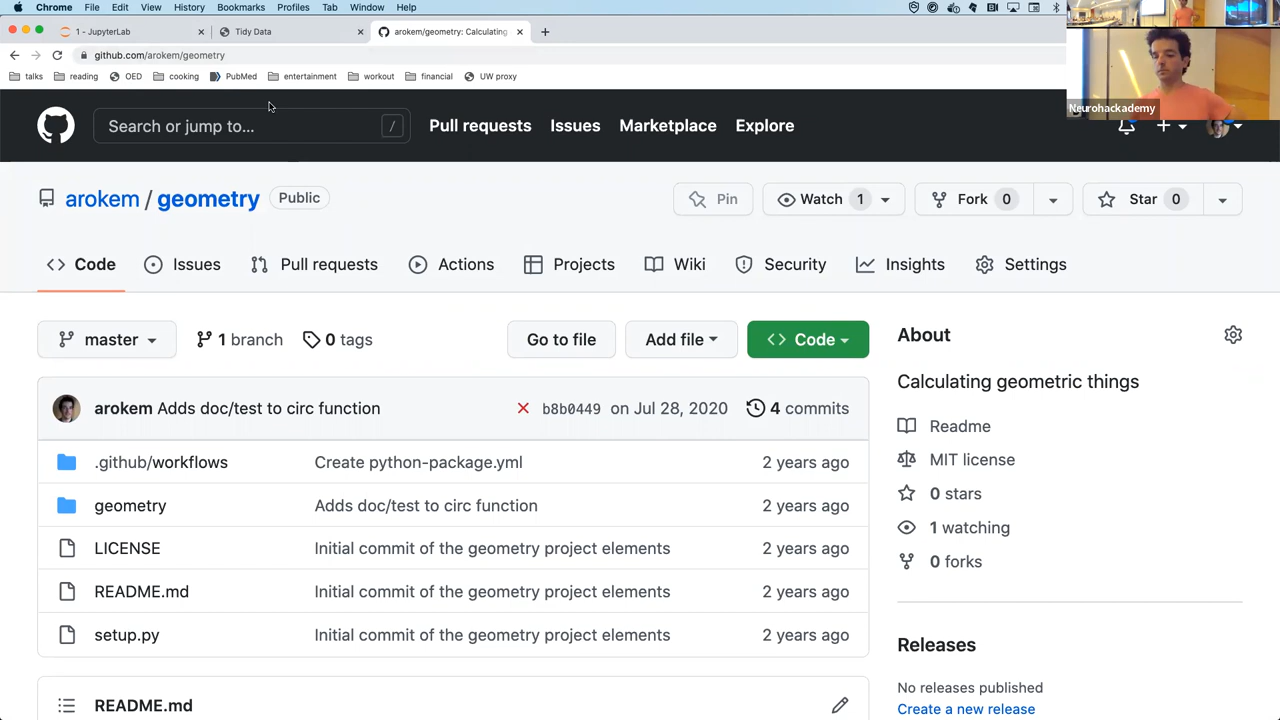 Chrome File Edit View History Bookmarks Profiles Tab Window Help
1 - JupyterLab Tidy Data arokem/geometry: Calculating
github.com/arokem/geometry
talks reading OED cooking PubMed entertainment workout financial UW proxy
Neurohackademy
Search or jump to... / Pull requests Issues Marketplace Explore
arokem / geometry Public Pin Watch 1 Fork 0 Star 0
Code Issues Pull requests Actions Projects Wiki Security Insights Settings
master 1 branch 0 tags Go to file Add file Code About
Calculating geometric things
arokem Adds doc/test to circ function b8b0449 on Jul 28, 2020 4 commits
Readme
.github/workflows Create python-package.yml 2 years ago
MIT license
geometry Adds doc/test to circ function 2 years ago
0 stars
1 watching
LICENSE Initial commit of the geometry project elements 2 years ago
0 forks
README.md Initial commit of the geometry project elements 2 years ago
setup.py Initial commit of the geometry project elements 2 years ago
Releases
No releases published
README.md
Create a new release